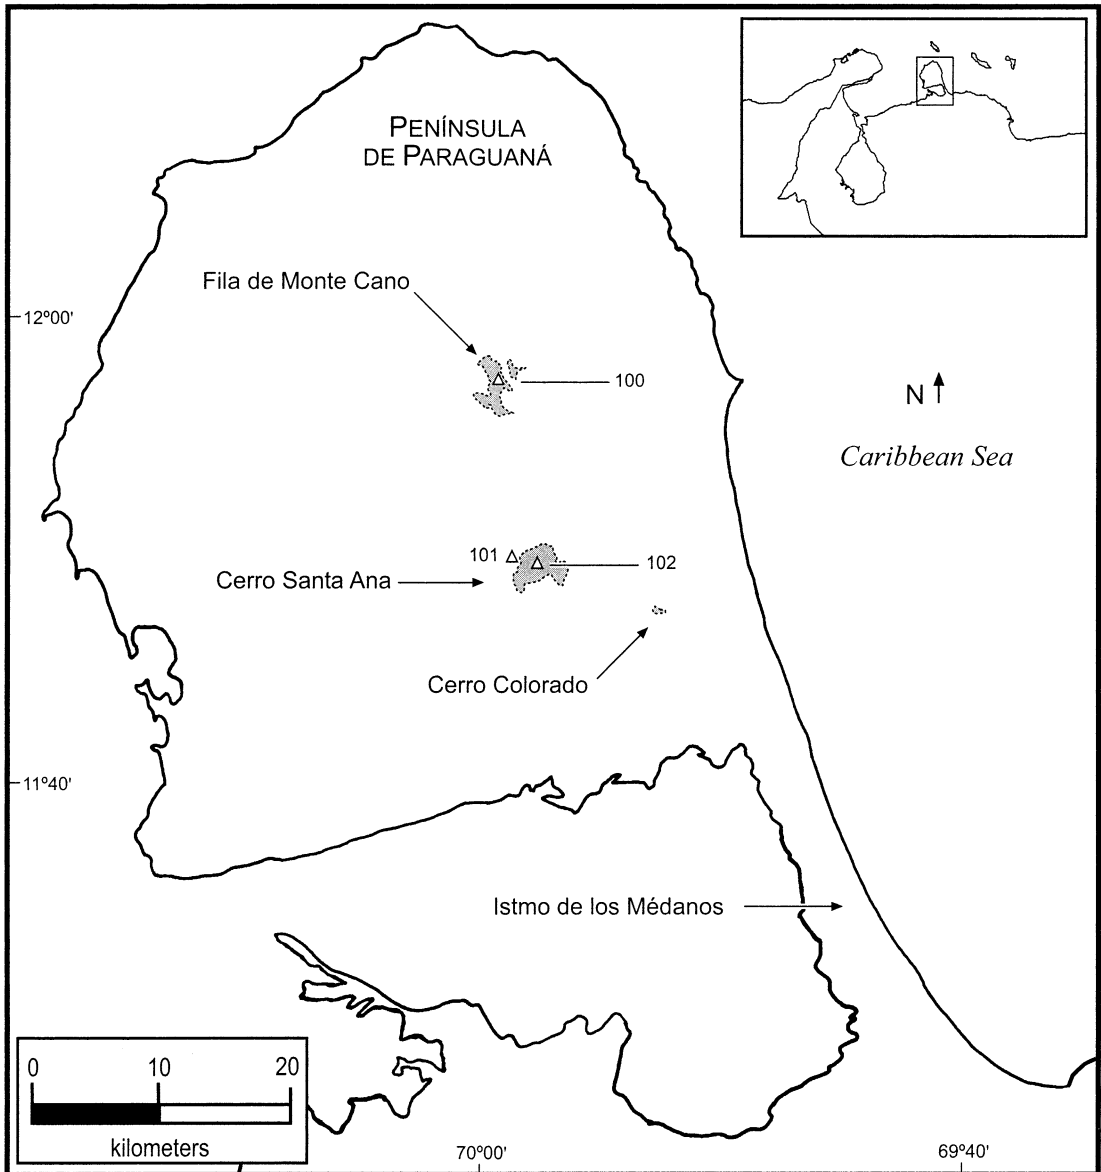 PENÍNSULA
DE PARAGUANÁ
Fila de Monte Cano
12º00'
100
N
Caribbean Sea
101
102
Cerro Santa Ana
Cerro Colorado
11º40'
Istmo de los Médanos
0 10 20
kilometers
70º00'
69º40'